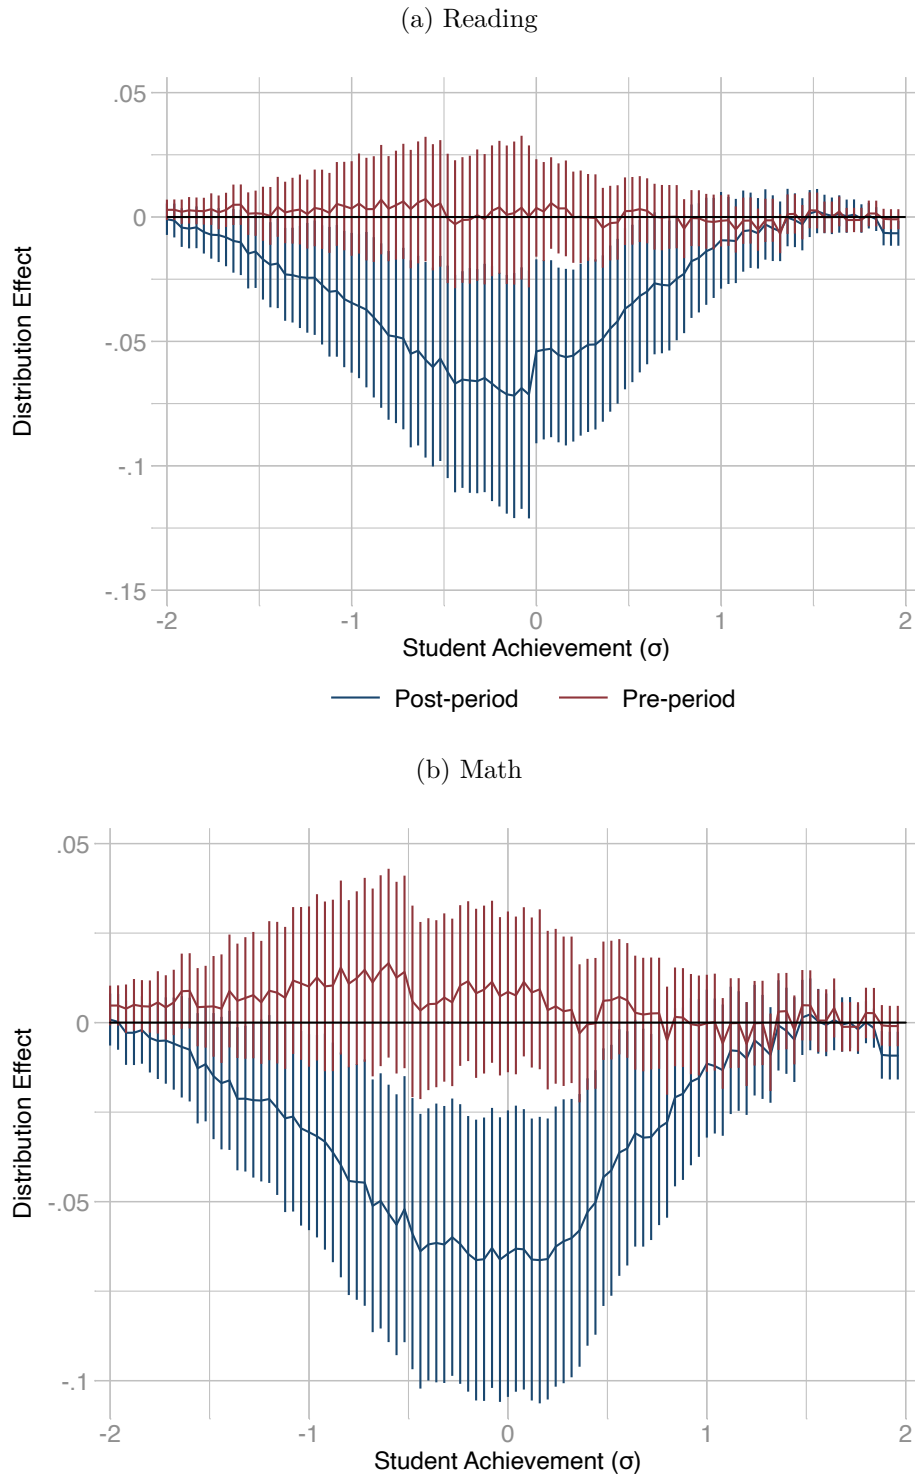 (a) Reading
.05
0
-.05
-.1
-.15
Distribution Effect
-2 -1 0 1 2
Student Achievement (σ)
Post-period Pre-period
(b) Math
.05
0
-.05
-.1
Distribution Effect
-2 -1 0 1 2
Student Achievement (σ)